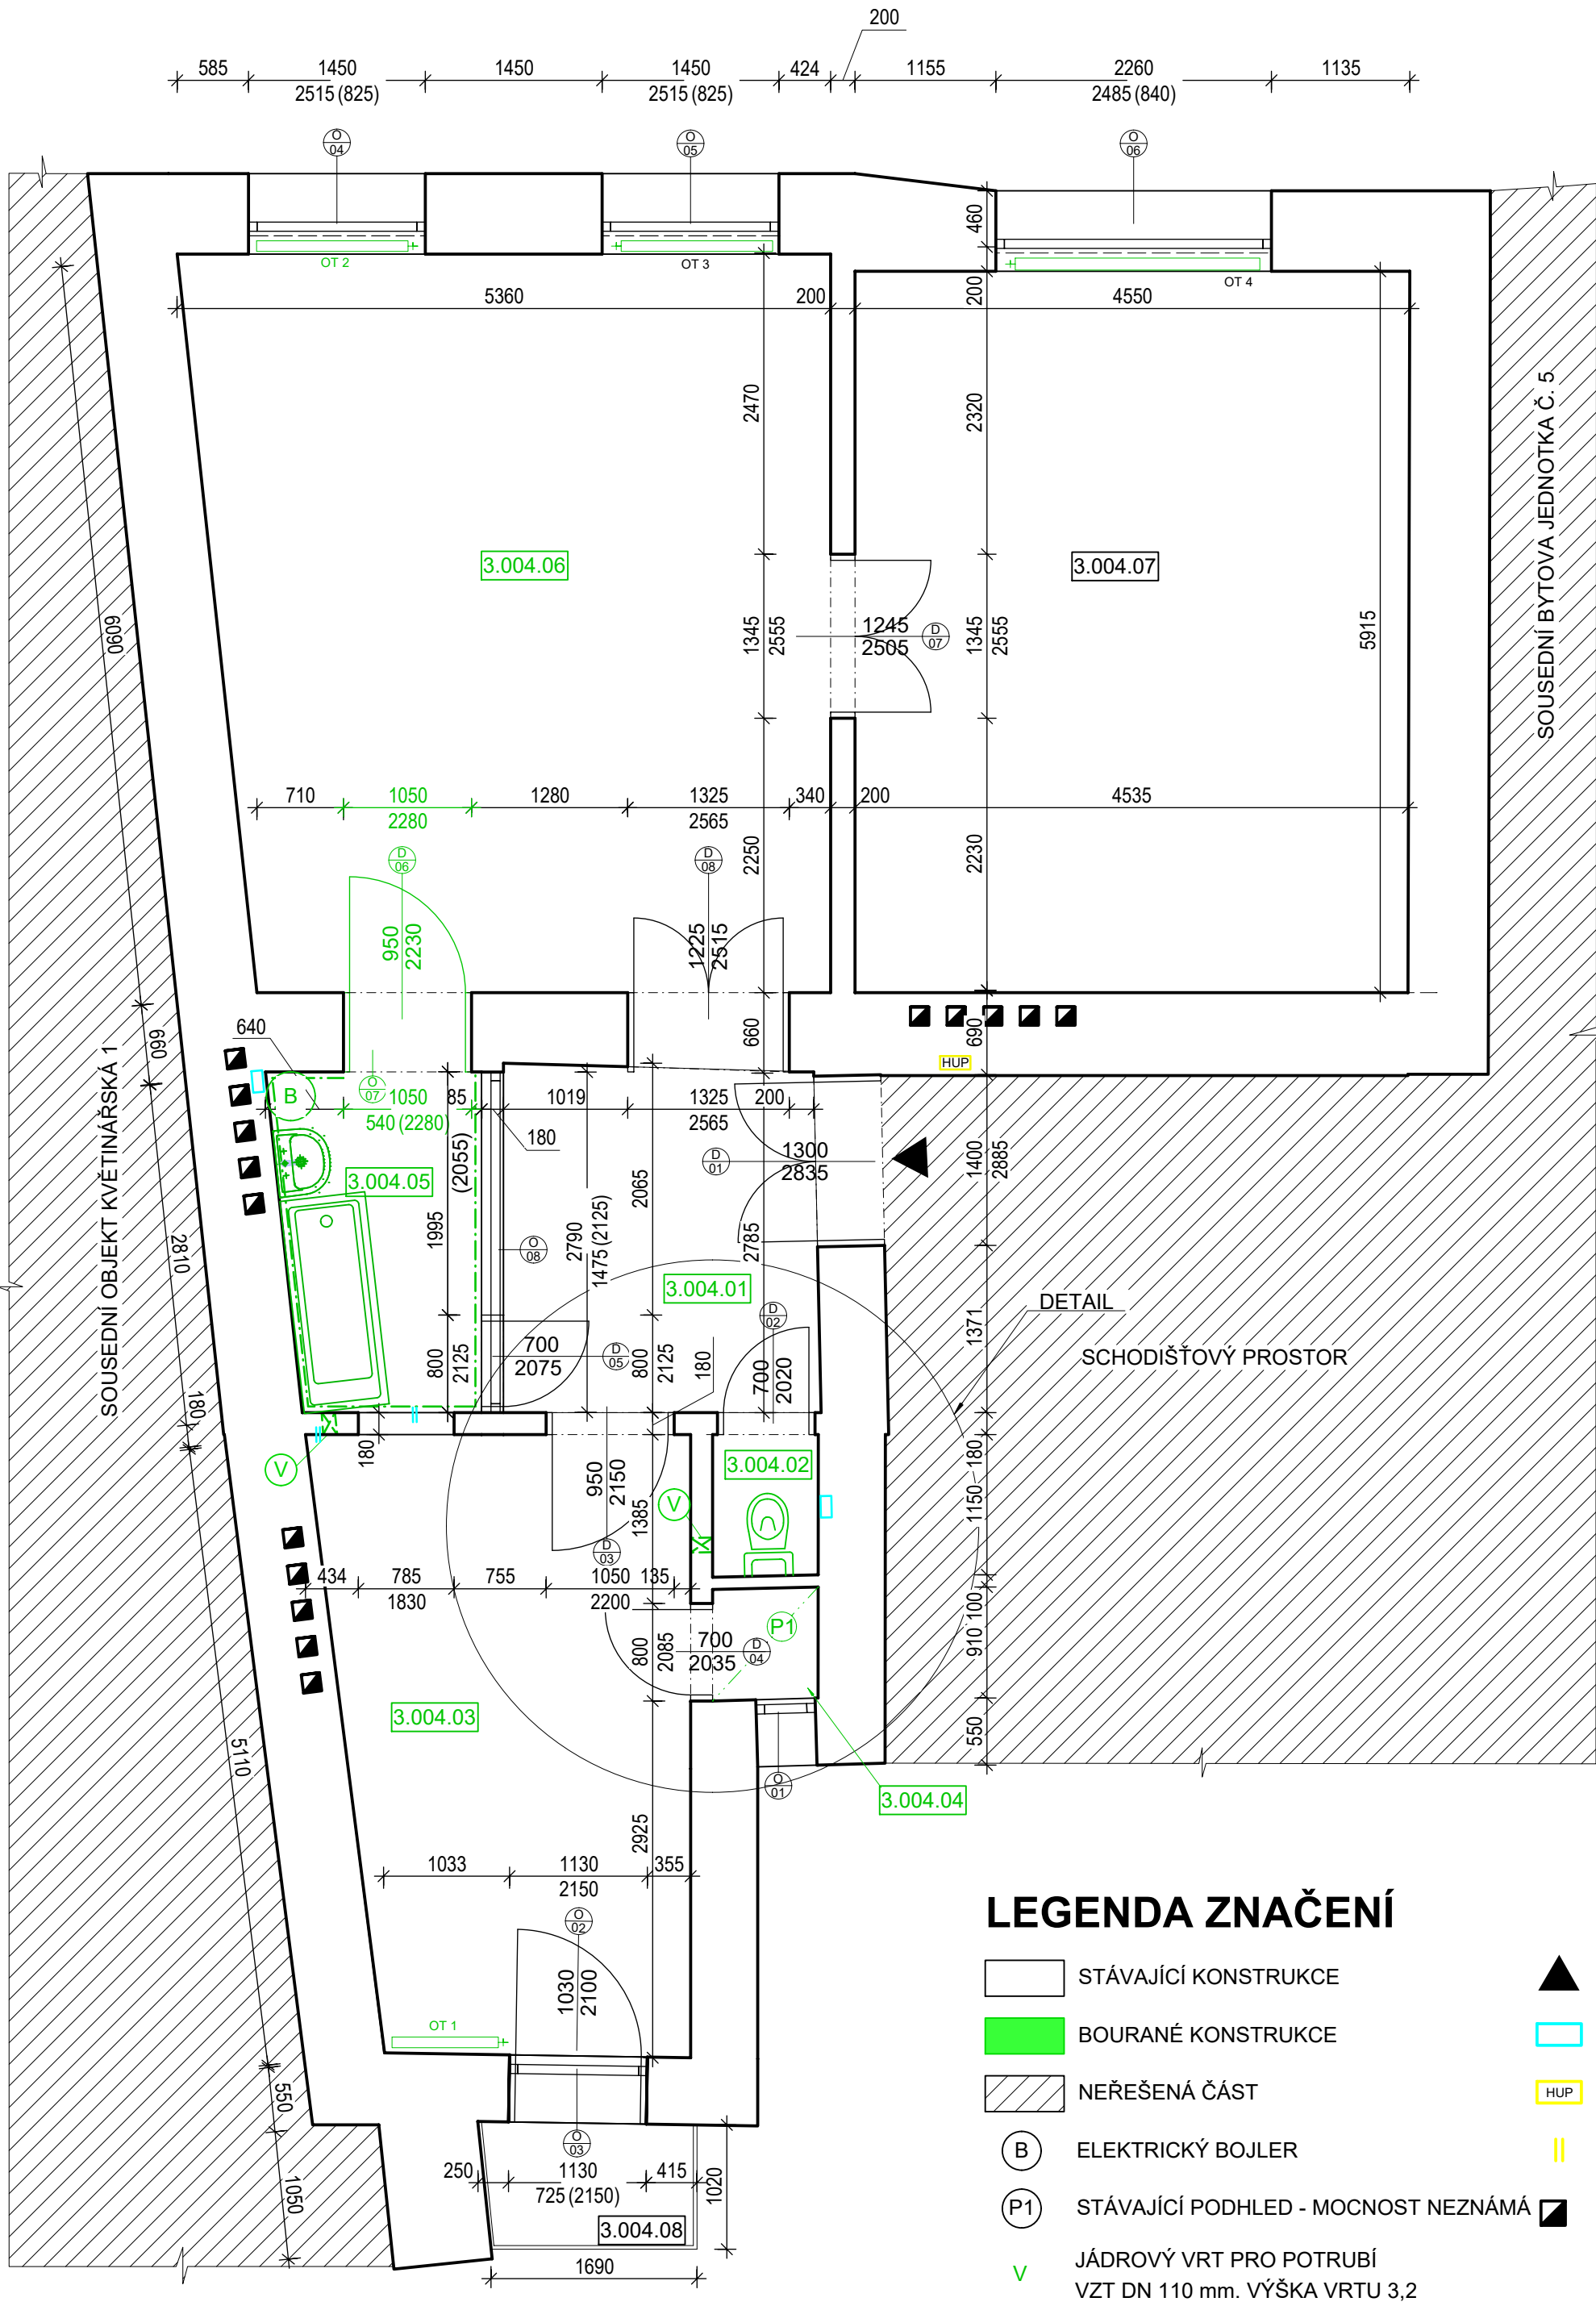 200
585 1450 1450 1450 424 1155 2260 1135
2515 (825) 2515 (825) 2485 (840)
O 04
O 05
O 06
460
OT 2
OT 3
OT 4
200
5360 200 4550
2470
2320
SOUSEDNÍ BYTOVA JEDNOTKA Č. 5
3.004.06
3.004.07
6090
1345
2555
1245
2505
D 07
1345
2555
5915
710 1050 1280 1325 340 200 4535
2280 2565
2250
2230
D 06
D 08
950
2230
1225
2515
660
690
HUP
640
660
SOUSEDNÍ OBJEKT KVĚTINÁŘSKÁ 1
B
O 07
1050 85 1019 1325 200
540 (2280) 2565
180
(2055)
3.004.05
D 01
1300
2835
1400
2885
2065
1995
2790
1475 (2125)
2785
O 08
2810
3.004.01
DETAIL
D 02
1371
SCHODIŠŤOVÝ PROSTOR
700
2075
D 05
800
2125
800
2125
180
700
2020
180
180
V
950
2150
3.004.02
180
V
1385
1150
D 03
434 785 755 1050 135
1830 2200
100
P1
700
2035
D 04
800
2085
910
3.004.03
550
5110
O 01
3.004.04
2925
1033 1130 355
2150
O 02
1030
2100
OT 1
550
O 03
250 1130 415
725 (2150)
1020
1050
3.004.08
1690
LEGENDA ZNAČENÍ
STÁVAJÍCÍ KONSTRUKCE
BOURANÉ KONSTRUKCE
NEŘEŠENÁ ČÁST
HUP
B ELEKTRICKÝ BOJLER
P1 STÁVAJÍCÍ PODHLED - MOCNOST NEZNÁMÁ
V JÁDROVÝ VRT PRO POTRUBÍ
VZT DN 110 mm. VÝŠKA VRTU 3,2